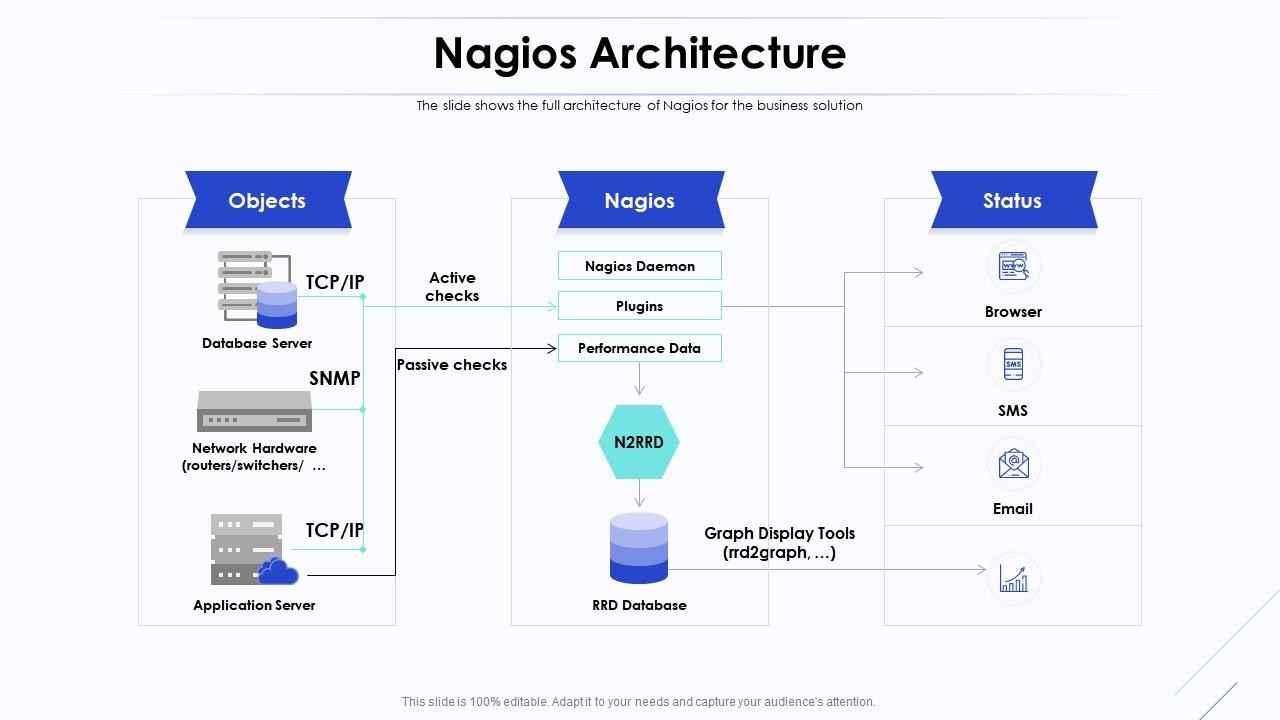 Nagios Architecture
The slide shows the full architecture of Nagios for the business solution
Objects
TCP/IP
Database Server
SNMP
Network Hardware
(routers/switchers/ ...
TCP/IP
Application Server
Active
checks
Passive checks
Nagios
Nagios Daemon
Plugins
Performance Data
N2RRD
RRD Database
Graph Display Tools
(rrd2graph, ...)
Status
www
Browser
SMS
SMS
@
Email
This slide is 100% editable. Adapt it to your needs and capture your audience's attention.